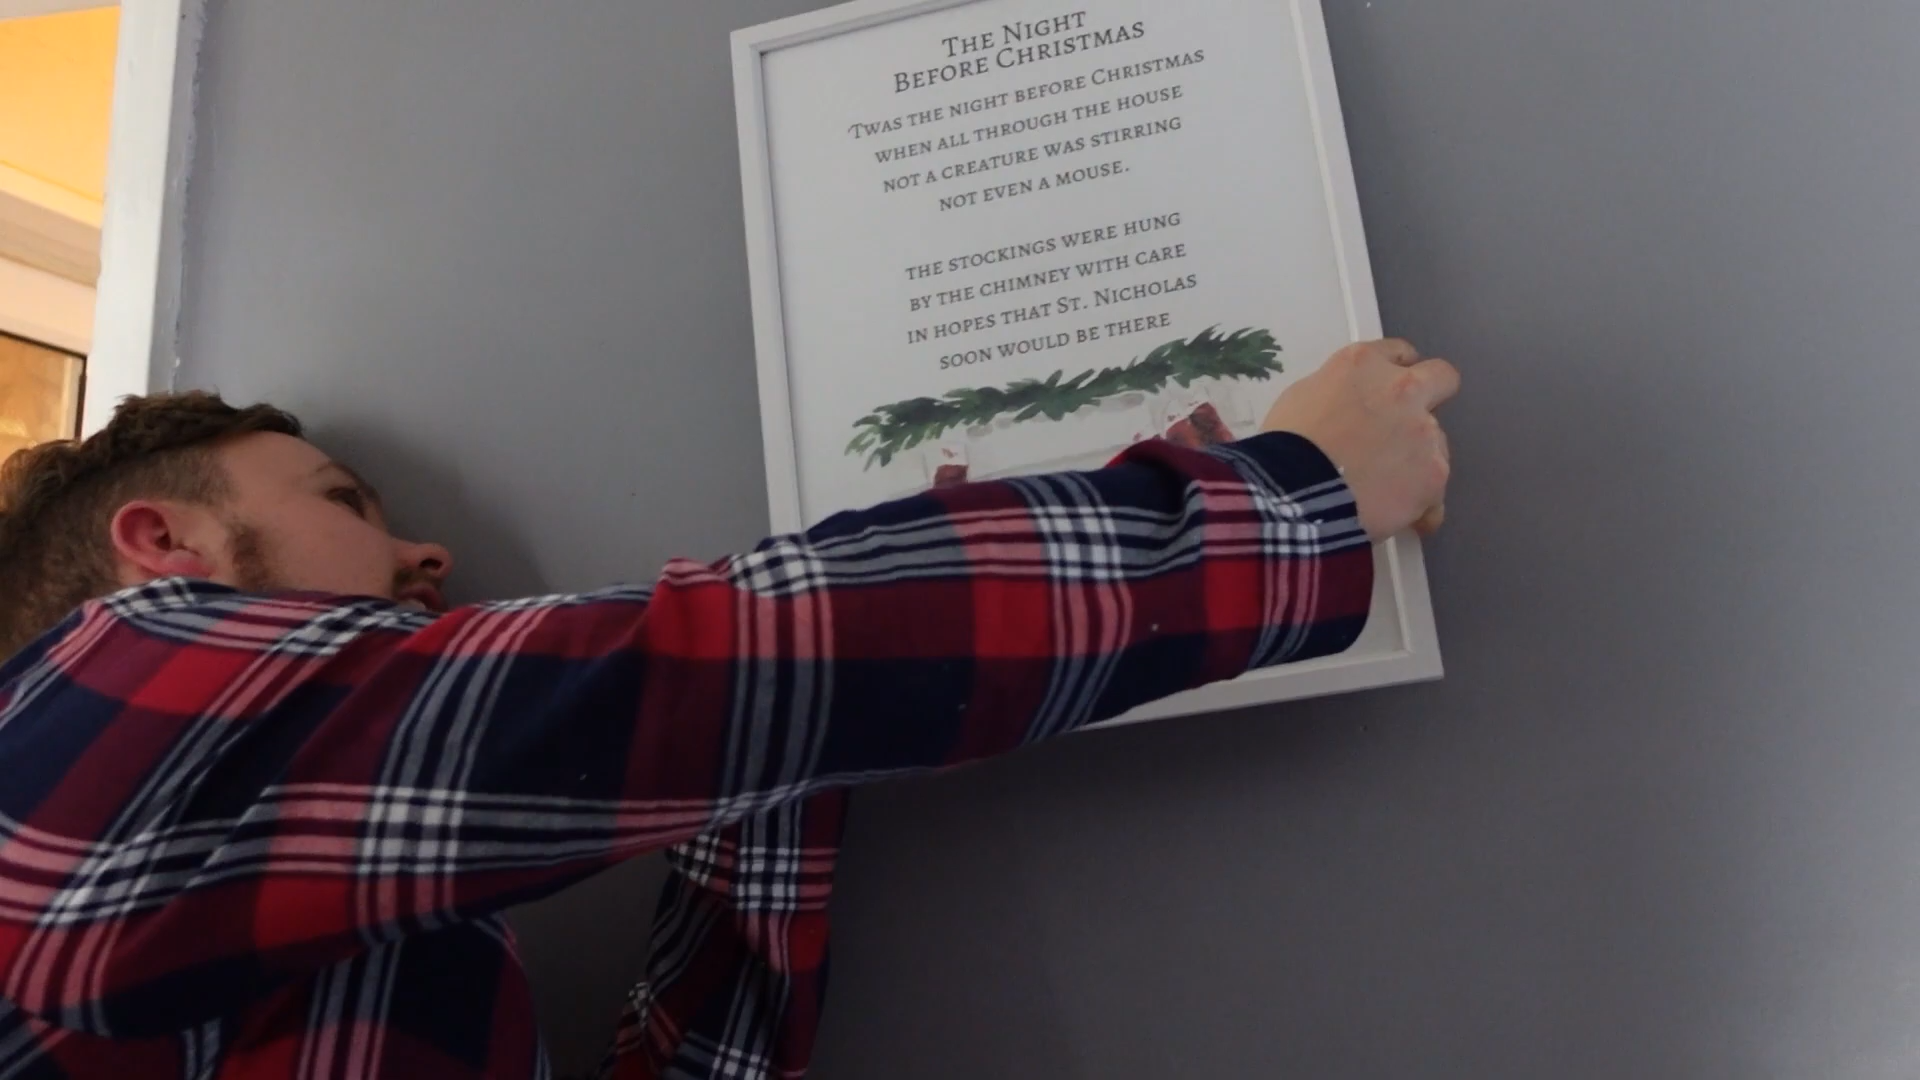 THE NIGHT
BEFORE CHRISTMAS
TWAS THE NIGHT BEFORE CHRISTMAS
WHEN ALL THROUGH THE HOUSE
NOT A CREATURE WAS STIRRING
NOT EVEN A MOUSE.
THE STOCKINGS WERE HUNG
BY THE CHIMNEY WITH CARE
IN HOPES THAT ST. NICHOLAS
SOON WOULD BE THERE